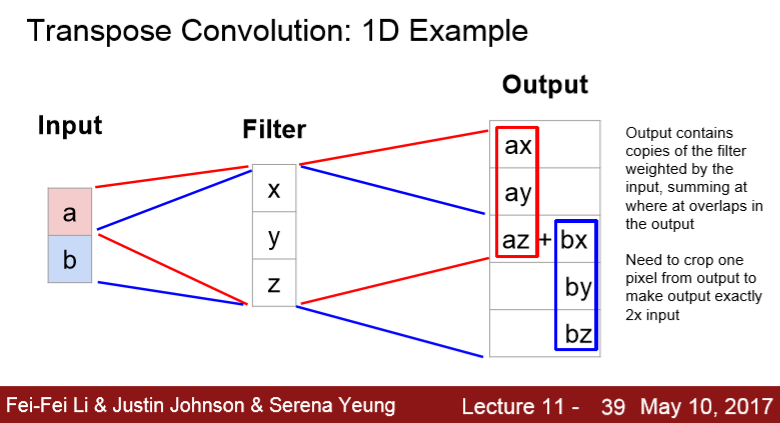 Transpose Convolution: 1D Example
Input
a
b
Filter
x
y
z
Output
ax
ay
az + bx
by
bz
Output contains
copies of the filter
weighted by the
input, summing at
where at overlaps in
the output
Need to crop one
pixel from output to
make output exactly
2x input
Fei-Fei Li & Justin Johnson & Serena Yeung
Lecture 11 - 39 May 10, 2017